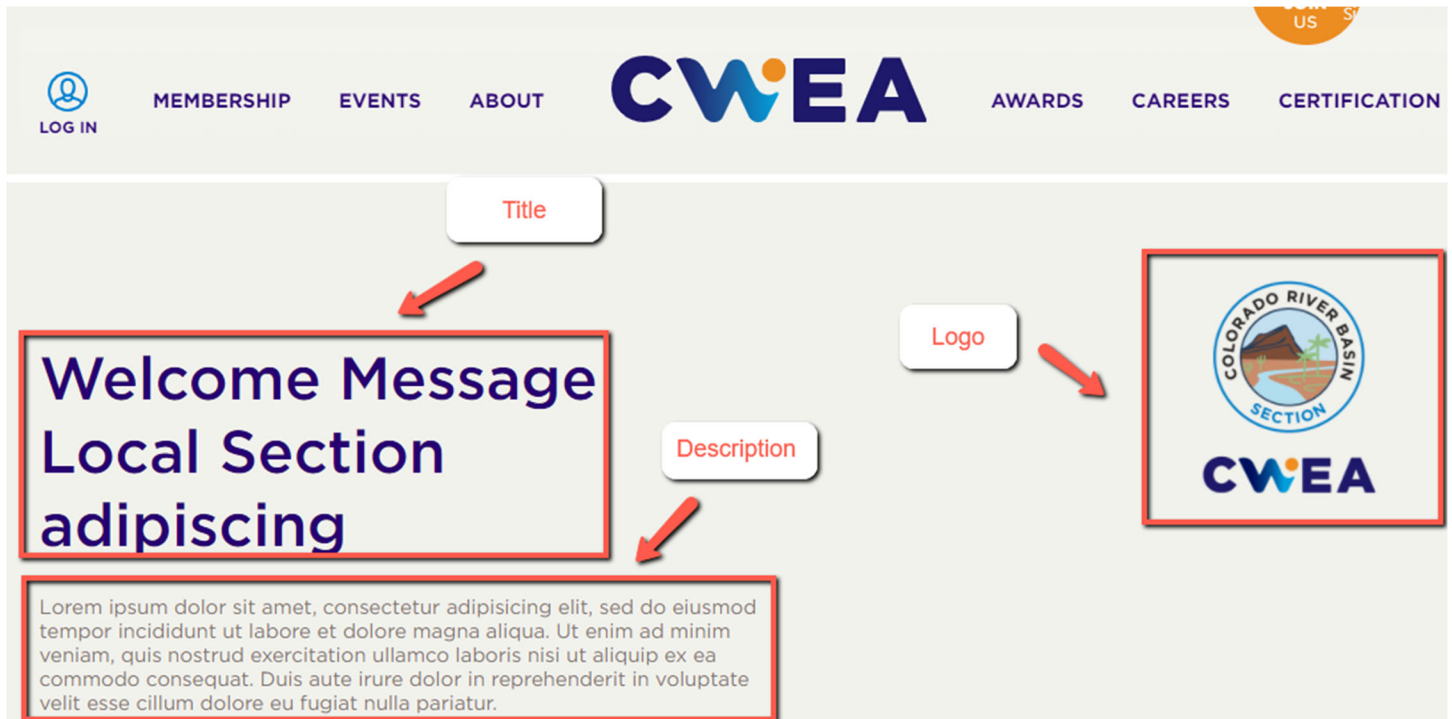 JOIN
US
LOG IN
MEMBERSHIP
EVENTS
ABOUT
CWEA
AWARDS
CAREERS
CERTIFICATION
Title
Welcome Message
Local Section
adipiscing
Logo
COLORADO RIVER BASIN
SECTION
CWEA
Description
Lorem ipsum dolor sit amet, consectetur adipisicing elit, sed do eiusmod
tempor incididunt ut labore et dolore magna aliqua. Ut enim ad minim
veniam, quis nostrud exercitation ullamco laboris nisi ut aliquip ex ea
commodo consequat. Duis aute irure dolor in reprehenderit in voluptate
velit esse cillum dolore eu fugiat nulla pariatur.